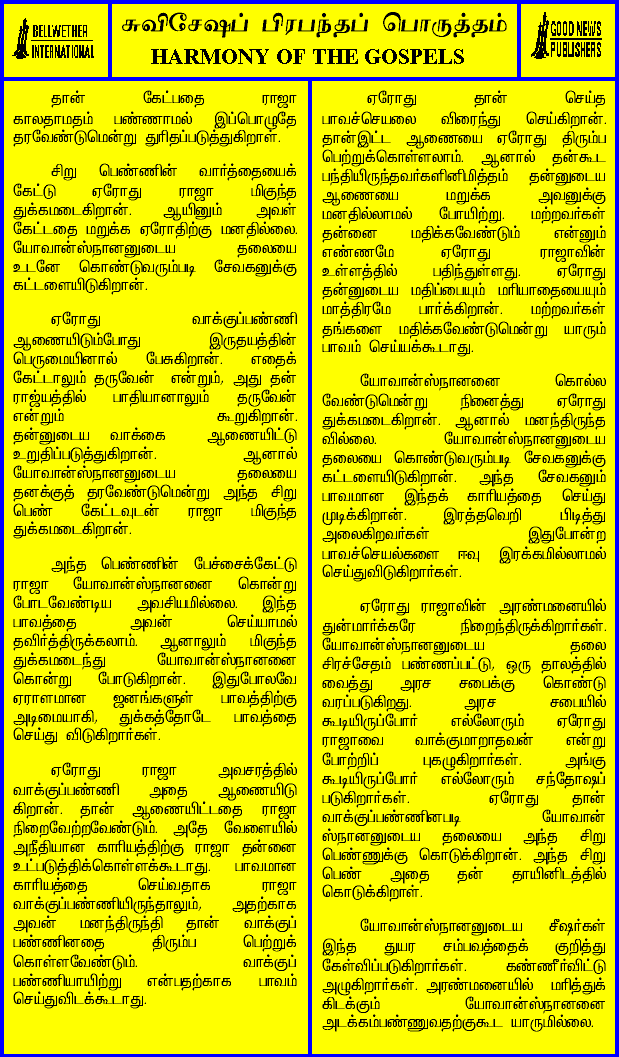 BELLWETHER
INTERNATIONAL
சுவிசேஷப் பிரபந்தப் பொருத்தம்
HARMONY OF THE GOSPELS
GOOD NEWS
PUBLISHERS
தான் கேட்பதை ராஜா
காலதாமதம் பண்ணாமல் இப்பொழுதே
தரவேண்டுமென்று துரிதப்படுத்துகிறாள்.
சிறு பெண்ணின் வார்த்தையைக்
கேட்டு ஏரோது ராஜா மிகுந்த
துக்கமடைகிறான். ஆயினும் அவள்
கேட்டதை மறுக்க ஏரோதிற்கு மனதில்லை.
யோவான்ஸ்நானனுடைய தலையை
உடனே கொண்டுவரும்படி சேவகனுக்கு
கட்டளையிடுகிறான்.
ஏரோது வாக்குப்பண்ணி
ஆணையிடும்போது இருதயத்தின்
பெருமையினால் பேசுகிறான். எதைக்
கேட்டாலும் தருவேன் என்றும், அது தன்
ராஜ்யத்தில் பாதியானாலும் தருவேன்
என்றும் கூறுகிறான்.
தன்னுடைய வாக்கை ஆணையிட்டு
உறுதிப்படுத்துகிறான். ஆனால்
யோவான்ஸ்நானனுடைய தலையை
தனக்குத் தரவேண்டுமென்று அந்த சிறு
பெண் கேட்டவுடன் ராஜா மிகுந்த
துக்கமடைகிறான்.
அந்த பெண்ணின் பேச்சைக்கேட்டு
ராஜா யோவான்ஸ்நானனை கொன்று
போடவேண்டிய அவசியமில்லை. இந்த
பாவத்தை அவன் செய்யாமல்
தவிர்த்திருக்கலாம். ஆனாலும் மிகுந்த
துக்கமடைந்து யோவான்ஸ்நானனை
கொன்று போடுகிறான். இதுபோலவே
ஏராளமான ஜனங்களுள் பாவத்திற்கு
அடிமையாகி, துக்கத்தோடே பாவத்தை
செய்து விடுகிறார்கள்.
ஏரோது ராஜா அவசரத்தில்
வாக்குப்பண்ணி அதை ஆணையிடு
கிறான். தான் ஆணையிட்டதை ராஜா
நிறைவேற்றவேண்டும். அதே வேளையில்
அநீதியான காரியத்திற்கு ராஜா தன்னை
உட்படுத்திக்கொள்ளக்கூடாது. பாவமான
காரியத்தை செய்வதாக ராஜா
வாக்குப்பண்ணியிருந்தாலும், அதற்காக
அவன் மனந்திருந்தி தான் வாக்குப்
பண்ணினதை திரும்ப பெற்றுக்
கொள்ளவேண்டும். வாக்குப்
பண்ணியாயிற்று என்பதற்காக பாவம்
செய்துவிடக்கூடாது.
ஏரோது தான் செய்த
பாவச்செயலை விரைந்து செய்கிறான்.
தான்இட்ட ஆணையை ஏரோது திரும்ப
பெற்றுக்கொள்ளலாம். ஆனால் தன்கூட
பந்தியிருந்தவர்களினிமித்தம் தன்னுடைய
ஆணையை மறுக்க அவனுக்கு
மனதில்லாமல் போயிற்று. மற்றவர்கள்
தன்னை மதிக்கவேண்டும் என்னும்
எண்ணமே ஏரோது ராஜாவின்
உள்ளத்தில் பதிந்துள்ளது. ஏரோது
தன்னுடைய மதிப்பையும் மரியாதையையும்
மாத்திரமே பார்க்கிறான். மற்றவர்கள்
தங்களை மதிக்கவேண்டுமென்று யாரும்
பாவம் செய்யக்கூடாது.
யோவான்ஸ்நானனை கொல்ல
வேண்டுமென்று நினைத்து ஏரோது
துக்கமடைகிறான். ஆனால் மனந்திருந்த
வில்லை. யோவான்ஸ்நானனுடைய
தலையை கொண்டுவரும்படி சேவகனுக்கு
கட்டளையிடுகிறான். அந்த சேவகனும்
பாவமான இந்தக் காரியத்தை செய்து
முடிக்கிறான். இரத்தவெறி பிடித்து
அலைகிறவர்கள் இதுபோன்ற
பாவச்செயல்களை ஈவு இரக்கமில்லாமல்
செய்துவிடுகிறார்கள்.
ஏரோது ராஜாவின் அரண்மனையில்
துன்மார்க்கரே நிறைந்திருக்கிறார்கள்.
யோவான்ஸ்நானனுடைய தலை
சிரச்சேதம் பண்ணப்பட்டு, ஒரு தாலத்தில்
வைத்து அரச சபைக்கு கொண்டு
வரப்படுகிறது. அரச சபையில்
கூடியிருப்போர் எல்லோரும் ஏரோது
ராஜாவை வாக்குமாறாதவன் என்று
போற்றிப் புகழுகிறார்கள். அங்கு
கூடியிருப்போர் எல்லோரும் சந்தோஷப்
படுகிறார்கள். ஏரோது தான்
வாக்குப்பண்ணினபடி யோவான்
ஸ்நானனுடைய தலையை அந்த சிறு
பெண்ணுக்கு கொடுக்கிறான். அந்த சிறு
பெண் அதை தன் தாயினிடத்தில்
கொடுக்கிறாள்.
யோவான்ஸ்நானனுடைய சீஷர்கள்
இந்த துயர சம்பவத்தைக் குறித்து
கேள்விப்படுகிறார்கள். கண்ணீர்விட்டு
அழுகிறார்கள். அரண்மனையில் மரித்துக்
கிடக்கும் யோவான்ஸ்நானனை
அடக்கம்பண்ணுவதற்குகூட யாருமில்லை.